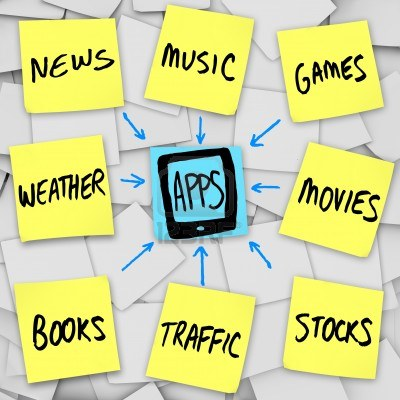 NEWS
MUSIC
GAMES
WEATHER
APPS
MOVIES
BOOKS
TRAFFIC
STOCKS